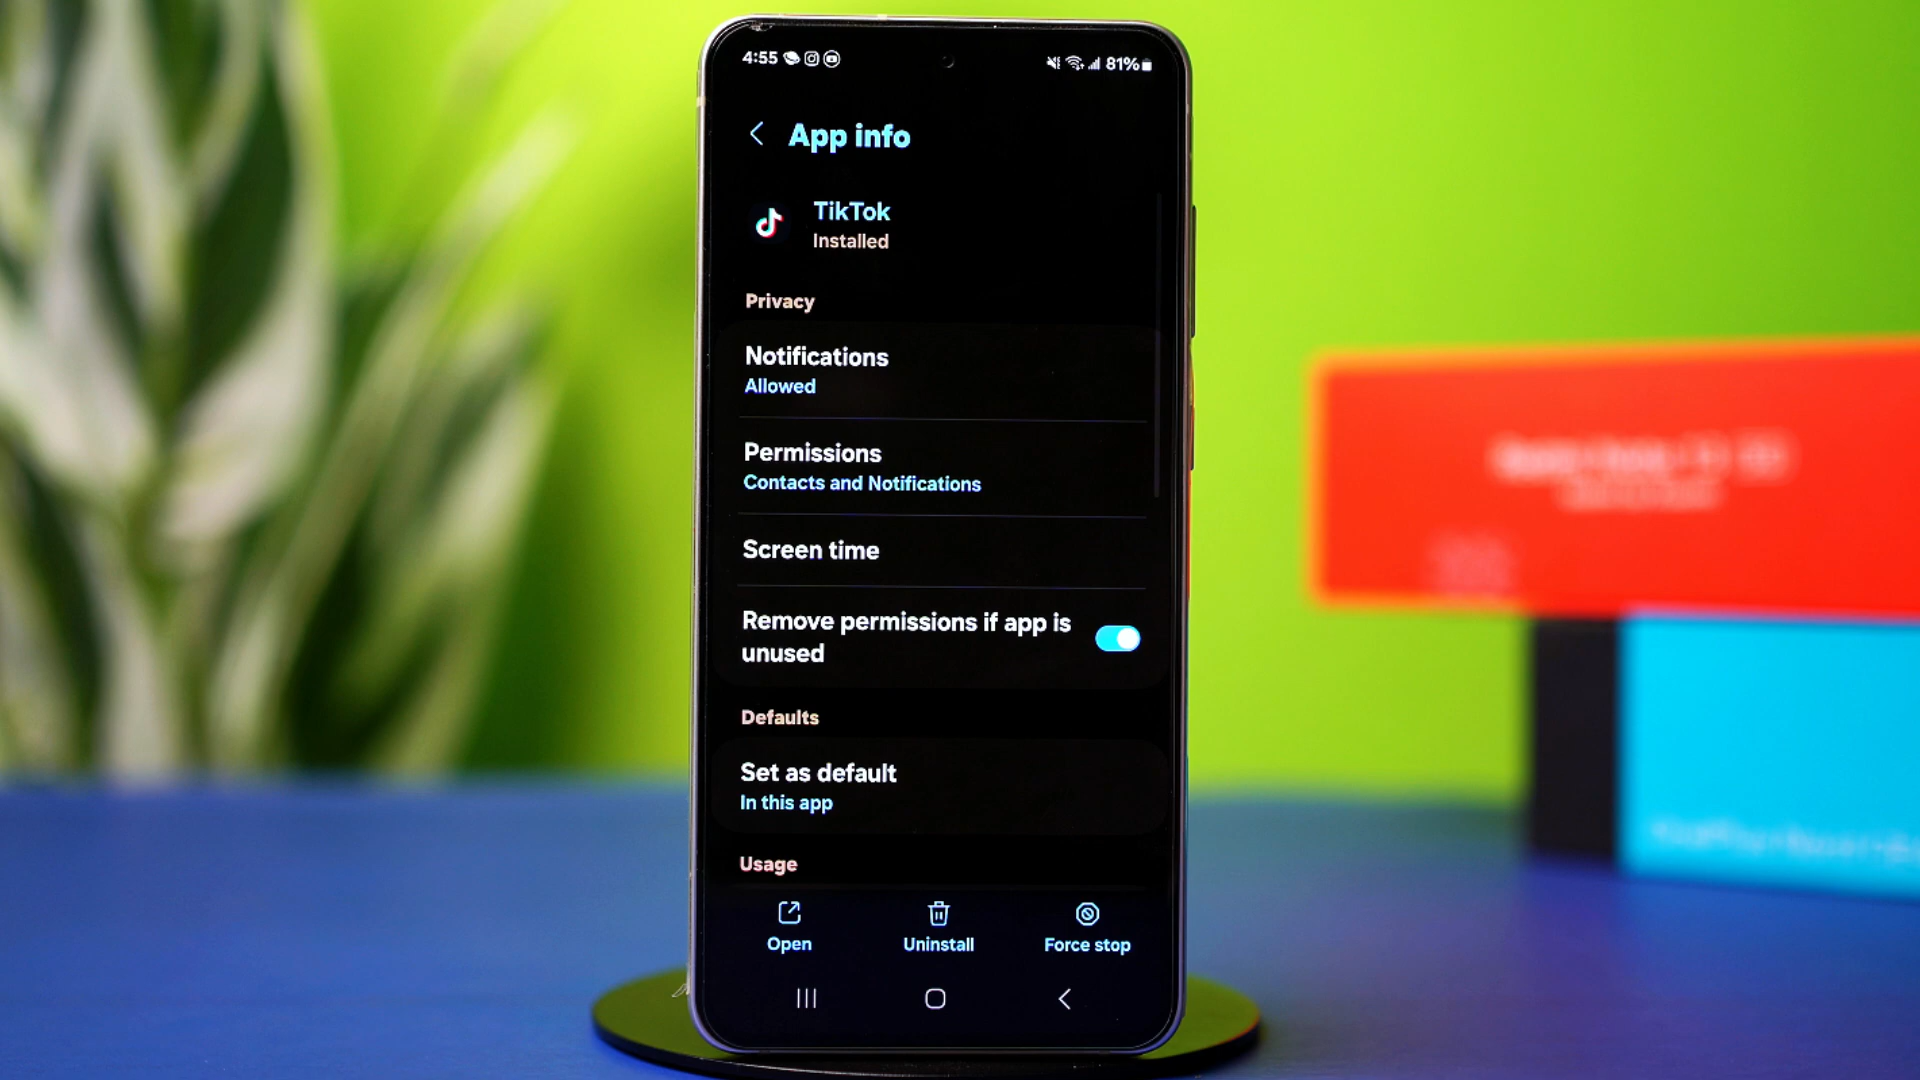 4:55
81%
App info
TikTok
Installed
Privacy
Notifications
Allowed
Permissions
Contacts and Notifications
Screen time
Remove permissions if app is
unused
Defaults
Set as default
In this app
Usage
Open
Uninstall
Force stop